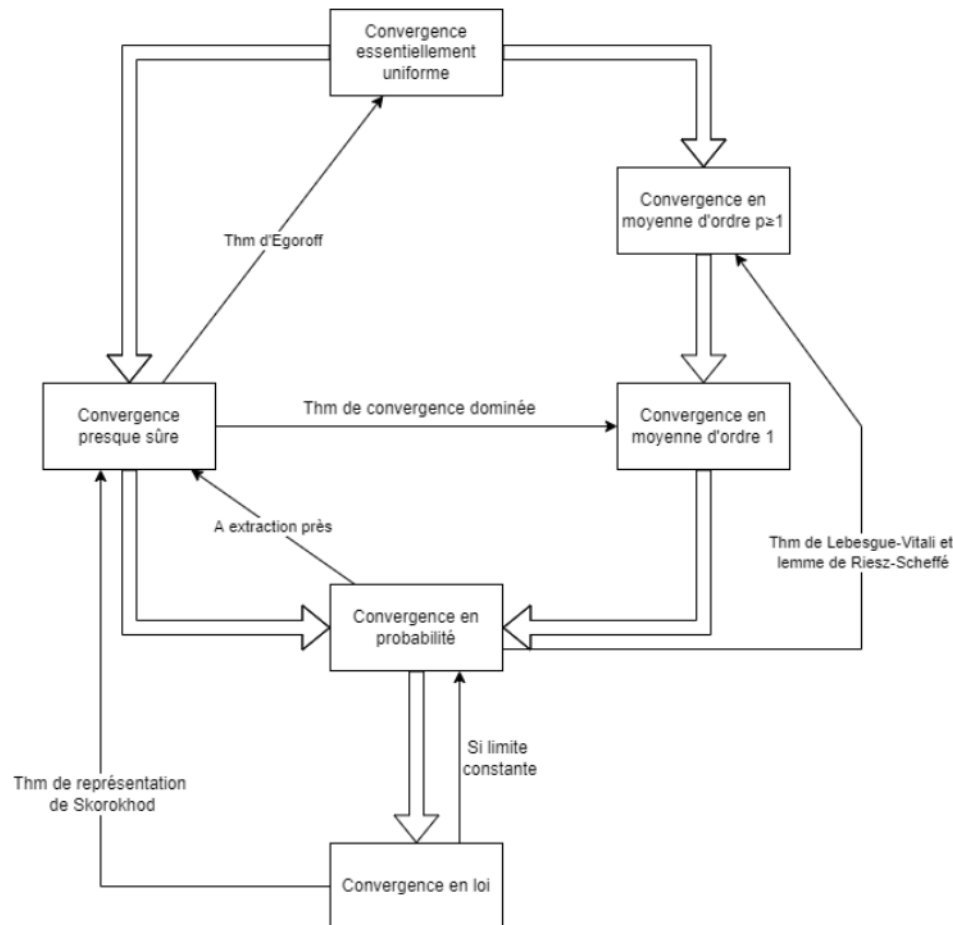 Convergence
essentiellement
uniforme
Convergence en
moyenne d'ordre p≥1
Thm d'Egoroff
Convergence
presque sûre
Thm de convergence dominée
Convergence en
moyenne d'ordre 1
A extraction près
Thm de Lebesgue-Vitali et
lemme de Riesz-Scheffé
Convergence en
probabilité
Si limite
constante
Thm de représentation
de Skorokhod
Convergence en loi